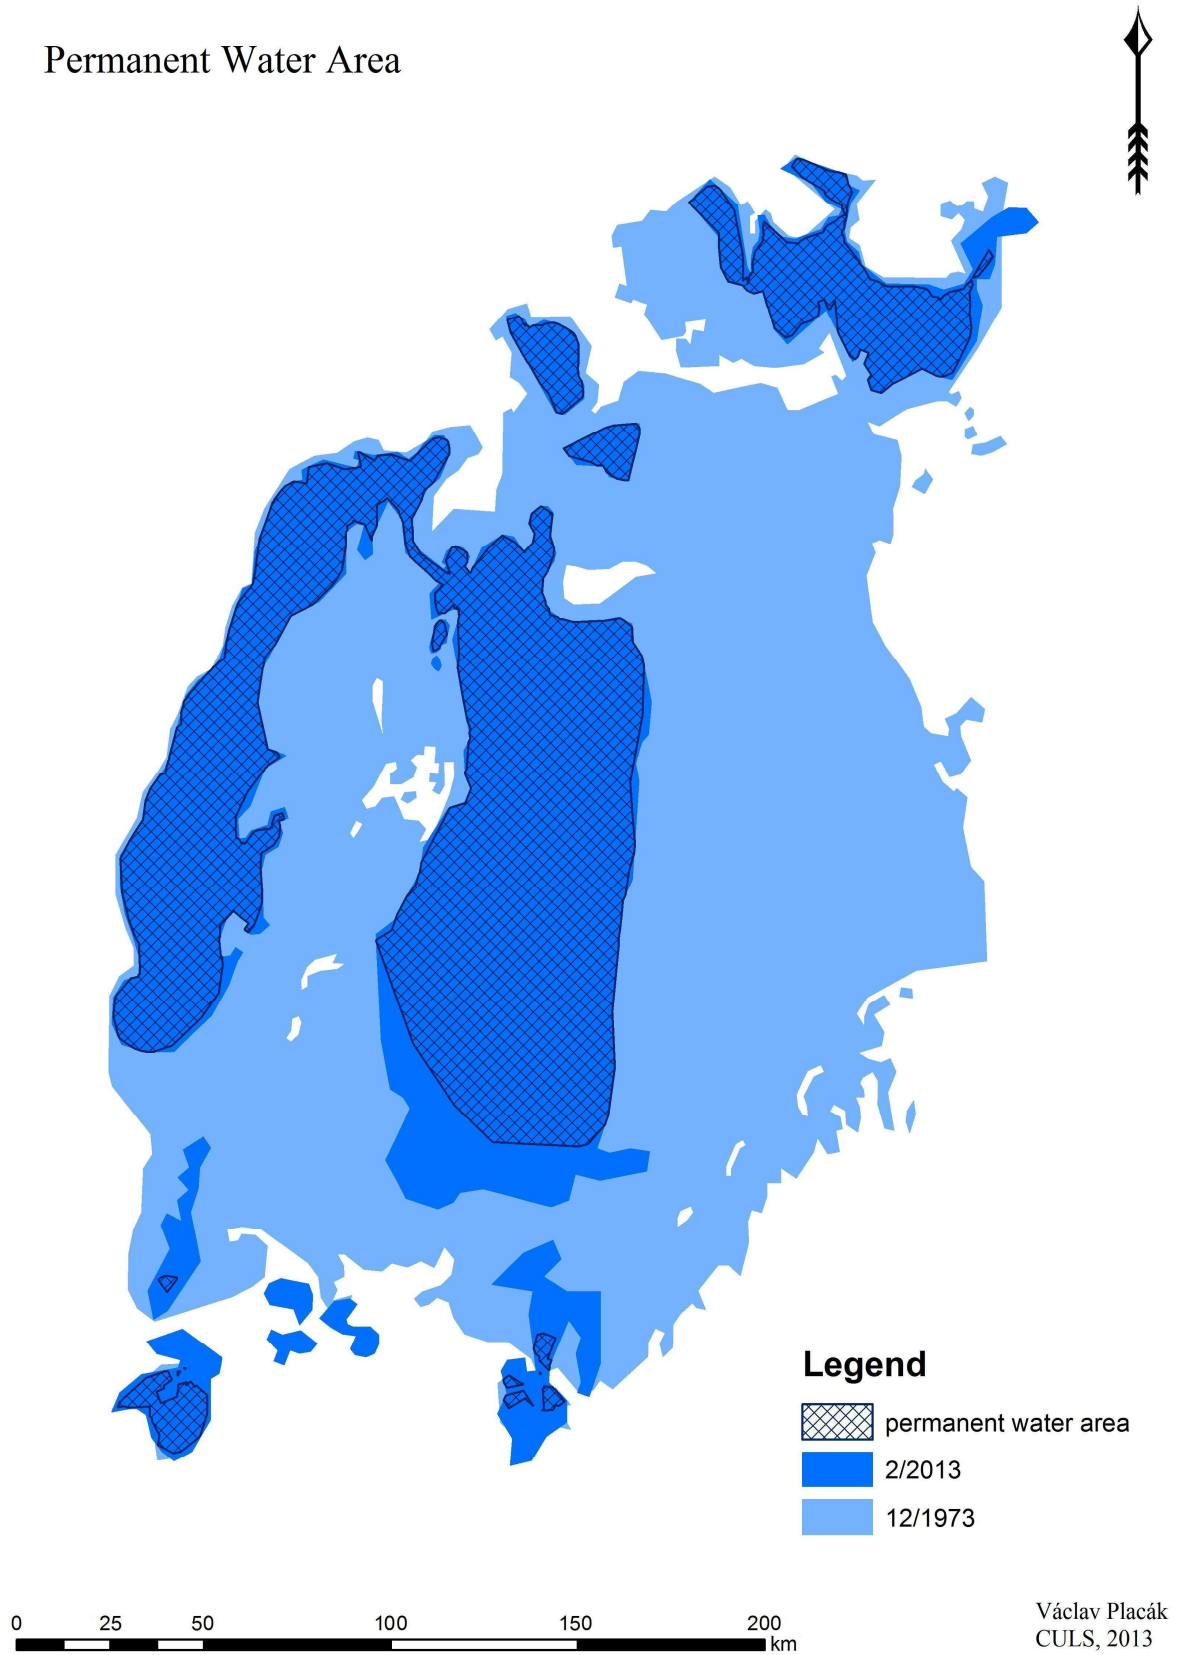 Permanent Water Area
Legend
permanent water area
2/2013
12/1973
0 25 50 100 150 200
km
Václav Placák
CULS, 2013